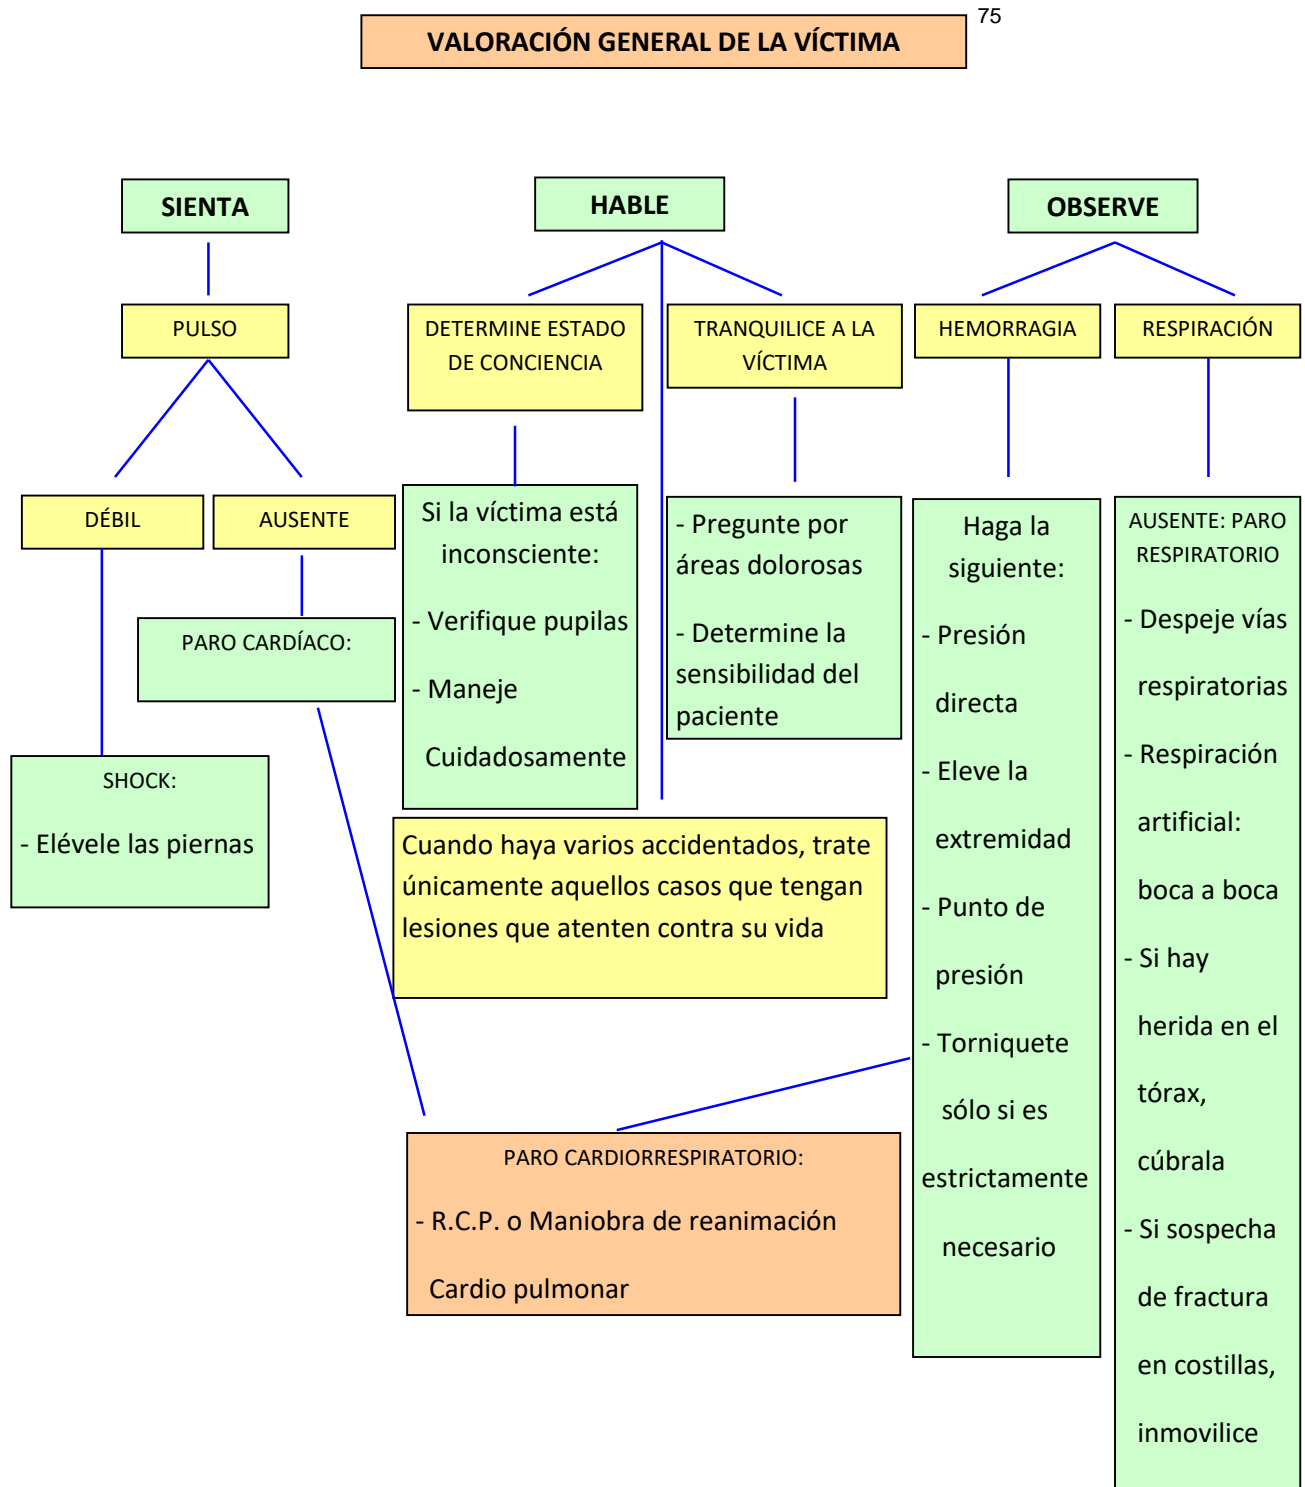 75
VALORACIÓN GENERAL DE LA VÍCTIMA
SIENTA
PULSO
DÉBIL
AUSENTE
PARO CARDÍACO:
SHOCK:
- Elévele las piernas
HABLE
DETERMINE ESTADO
DE CONCIENCIA
Si la víctima está
inconsciente:
- Verifique pupilas
- Maneje
Cuidadosamente
TRANQUILICE A LA
VÍCTIMA
- Pregunte por
áreas dolorosas
- Determine la
sensibilidad del
paciente
Cuando haya varios accidentados, trate
únicamente aquellos casos que tengan
lesiones que atenten contra su vida
PARO CARDIORRESPIRATORIO:
- R.C.P. o Maniobra de reanimación
Cardio pulmonar
OBSERVE
HEMORRAGIA
Haga la
siguiente:
- Presión
directa
- Eleve la
extremidad
- Punto de
presión
- Torniquete
sólo si es
estrictamente
necesario
RESPIRACIÓN
AUSENTE: PARO
RESPIRATORIO
- Despeje vías
respiratorias
- Respiración
artificial:
boca a boca
- Si hay
herida en el
tórax,
cúbrala
- Si sospecha
de fractura
en costillas,
inmovilice